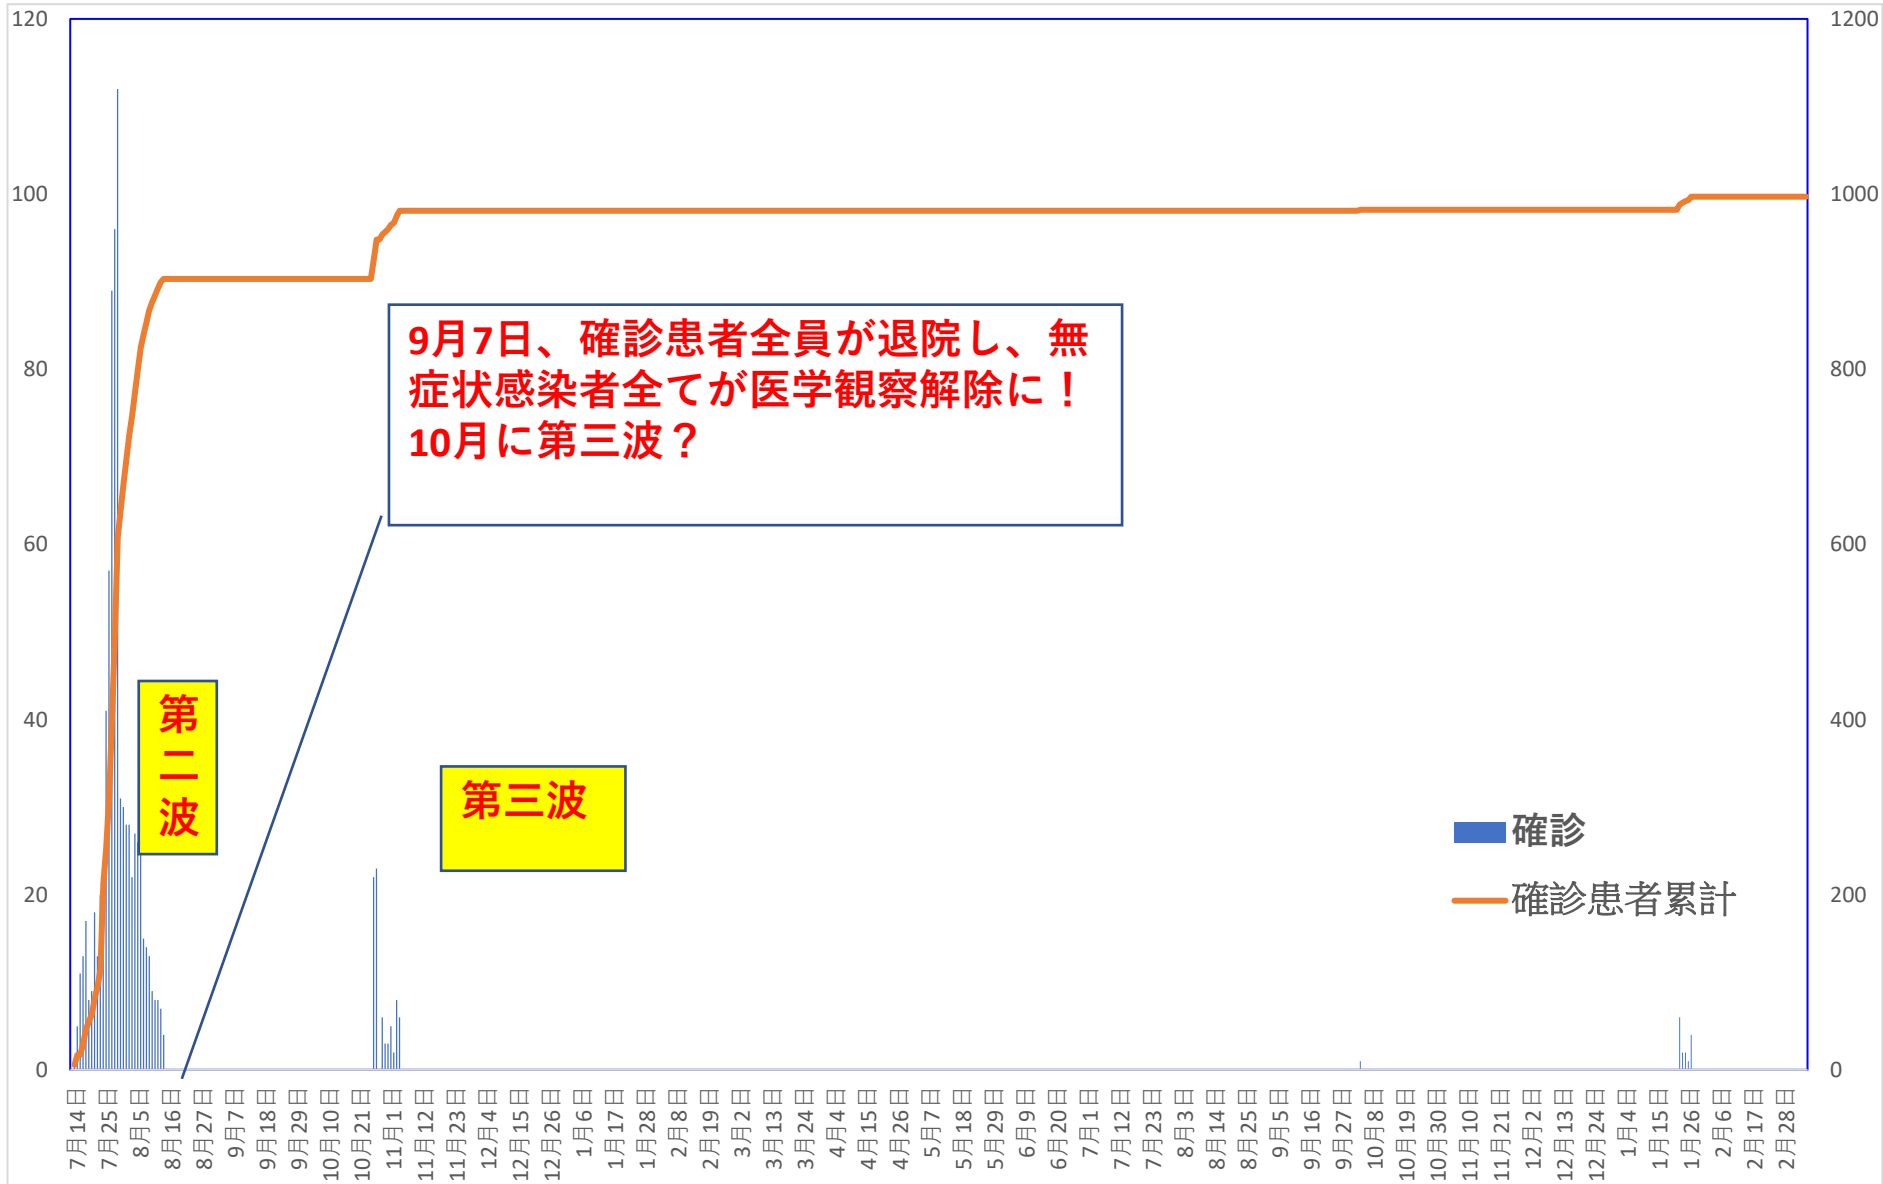 120
100
80
60
40
20
0
1200
1000
800
600
400
200
0
9月7日、確診患者全員が退院し、無
症状感染者全てが医学観察解除に！
10月に第三波？
第
二
波
第三波
確診
確診患者累計
7月14日
7月25日
8月5日
8月16日
8月27日
9月7日
9月18日
9月29日
10月10日
10月21日
11月1日
11月12日
11月23日
12月4日
12月15日
12月26日
1月6日
1月17日
1月28日
2月8日
2月19日
3月2日
3月13日
3月24日
4月4日
4月15日
4月26日
5月7日
5月18日
5月29日
6月9日
6月20日
7月1日
7月12日
7月23日
8月3日
8月14日
8月25日
9月5日
9月16日
9月27日
10月8日
10月19日
10月30日
11月10日
11月21日
12月2日
12月13日
12月24日
1月4日
1月15日
1月26日
2月6日
2月17日
2月28日